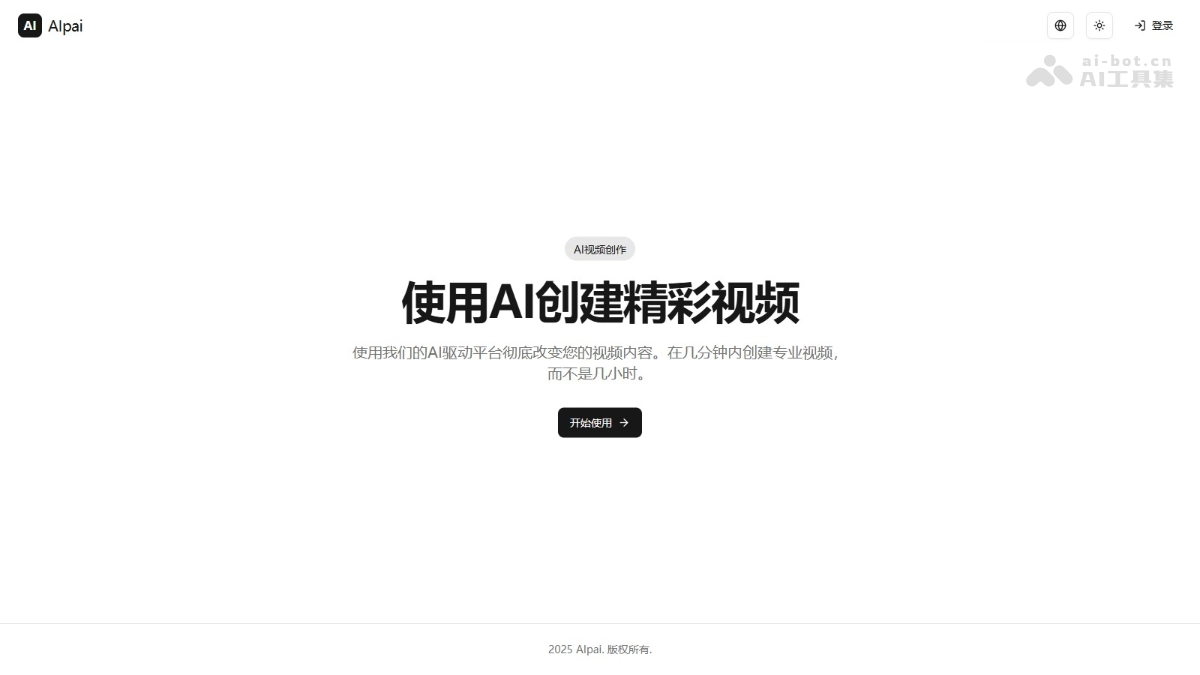 AI AIpai
登录
ai-bot.cn
AI工具集
AI视频创作
使用AI创建精彩视频
使用我们的AI驱动平台彻底改变您的视频内容。在几分钟内创建专业视频，
而不是几小时。
开始使用
2025 AIpai. 版权所有.